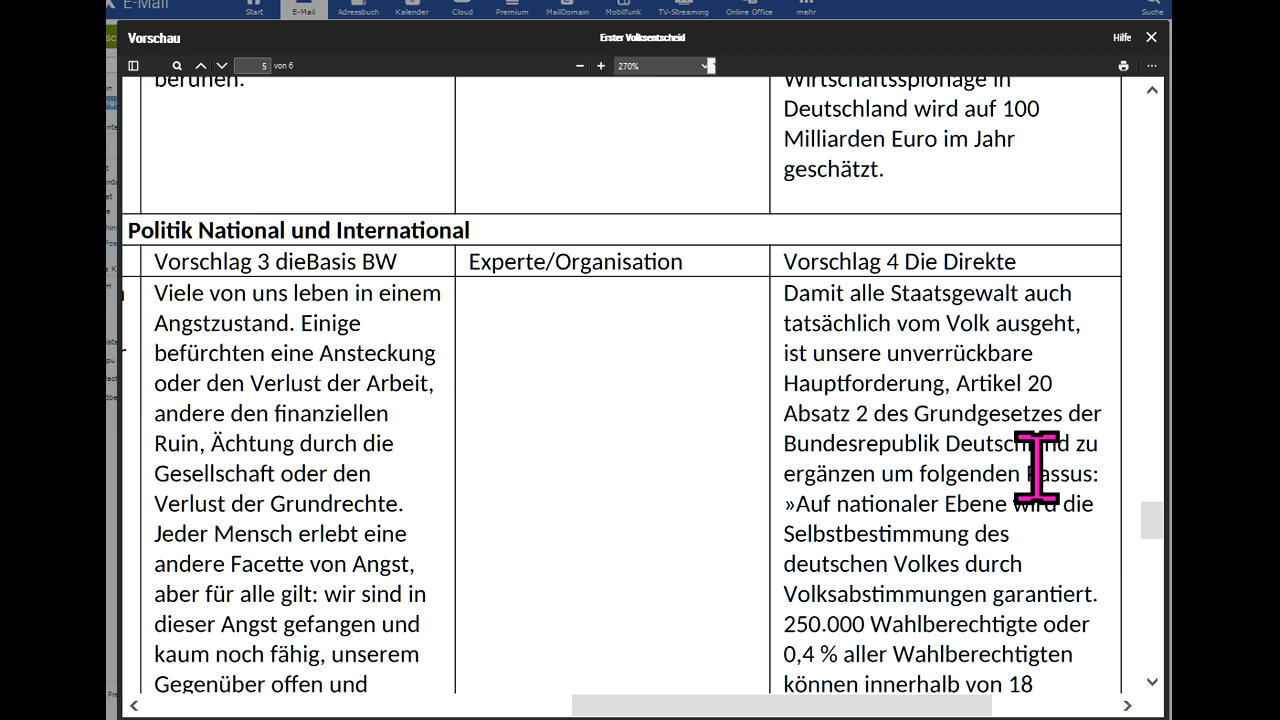 E-Mail
Start
E-Mail
Adressbuch
Kalender
Cloud
Premium
MailDomain
Mobilfunk
TV-Streaming
Online Office
mehr
Suche
Vorschau
Erster Volksentscheid
Hilfe
5 von 6
270%
berufen.
Wirtschaftsspionage in
Deutschland wird auf 100
Milliarden Euro im Jahr
geschätzt.
Politik National und International
Vorschlag 3 dieBasis BW
Experte/Organisation
Vorschlag 4 Die Direkte
Viele von uns leben in einem
Angstzustand. Einige
befürchten eine Ansteckung
oder den Verlust der Arbeit,
andere den finanziellen
Ruin, Ächtung durch die
Gesellschaft oder den
Verlust der Grundrechte.
Jeder Mensch erlebt eine
andere Facette von Angst,
aber für alle gilt: wir sind in
dieser Angst gefangen und
kaum noch fähig, unserem
Gegenüber offen und
Damit alle Staatsgewalt auch
tatsächlich vom Volk ausgeht,
ist unsere unverrückbare
Hauptforderung, Artikel 20
Absatz 2 des Grundgesetzes der
Bundesrepublik Deutschland zu
ergänzen um folgenden Passus:
»Auf nationaler Ebene wird die
Selbstbestimmung des
deutschen Volkes durch
Volksabstimmungen garantiert.
250.000 Wahlberechtigte oder
0,4 % aller Wahlberechtigten
können innerhalb von 18